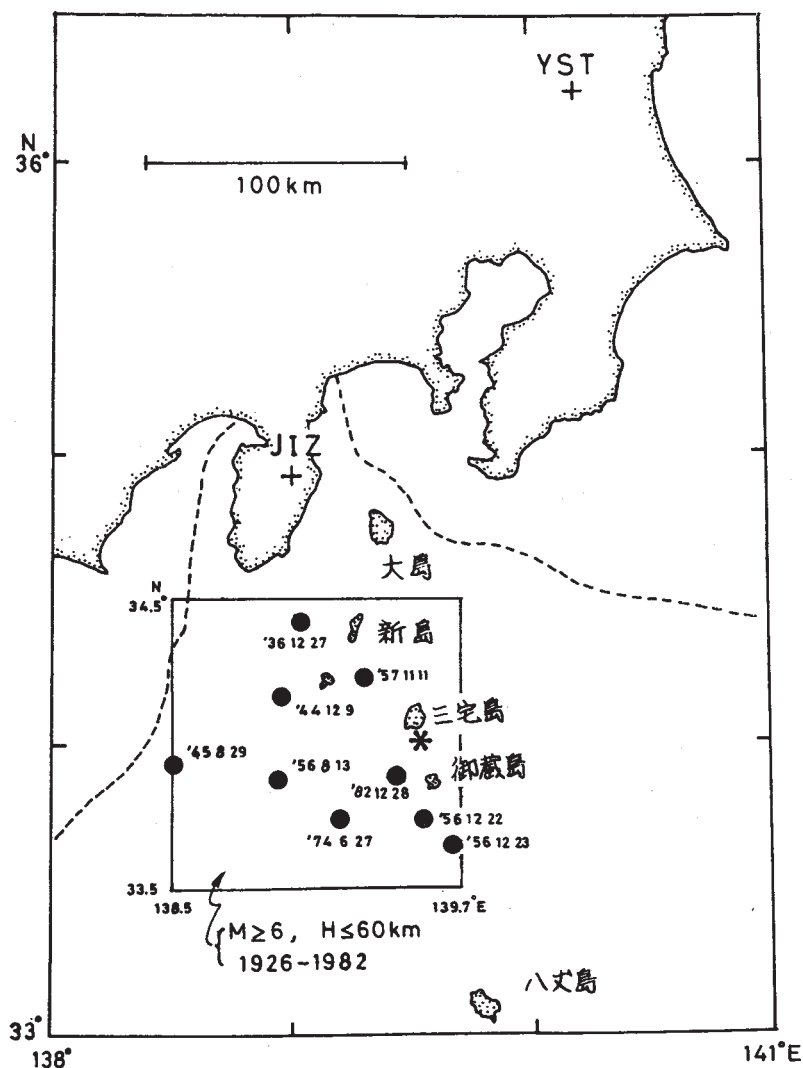 YST
N
36°
100km
JIZ
大島
N
34.5°
'36 12 27
新島
'57 11 11
'44 12 9
三宅島
'45 8 29
'56 8 13
御蔵島
'82 12 28
'56 12 22
'74 6 27
'56 12 23
33.5
138.5
139.7°E
M≥6, H≤60km
1926~1982
八丈島
33°
138°
141°E